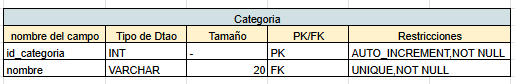 Categoria
nombre del campo Tipo de Dtao Tamaño PK/FK Restricciones
id_categoria INT - PK AUTO_INCREMENT,NOT NULL
nombre VARCHAR 20 FK UNIQUE,NOT NULL